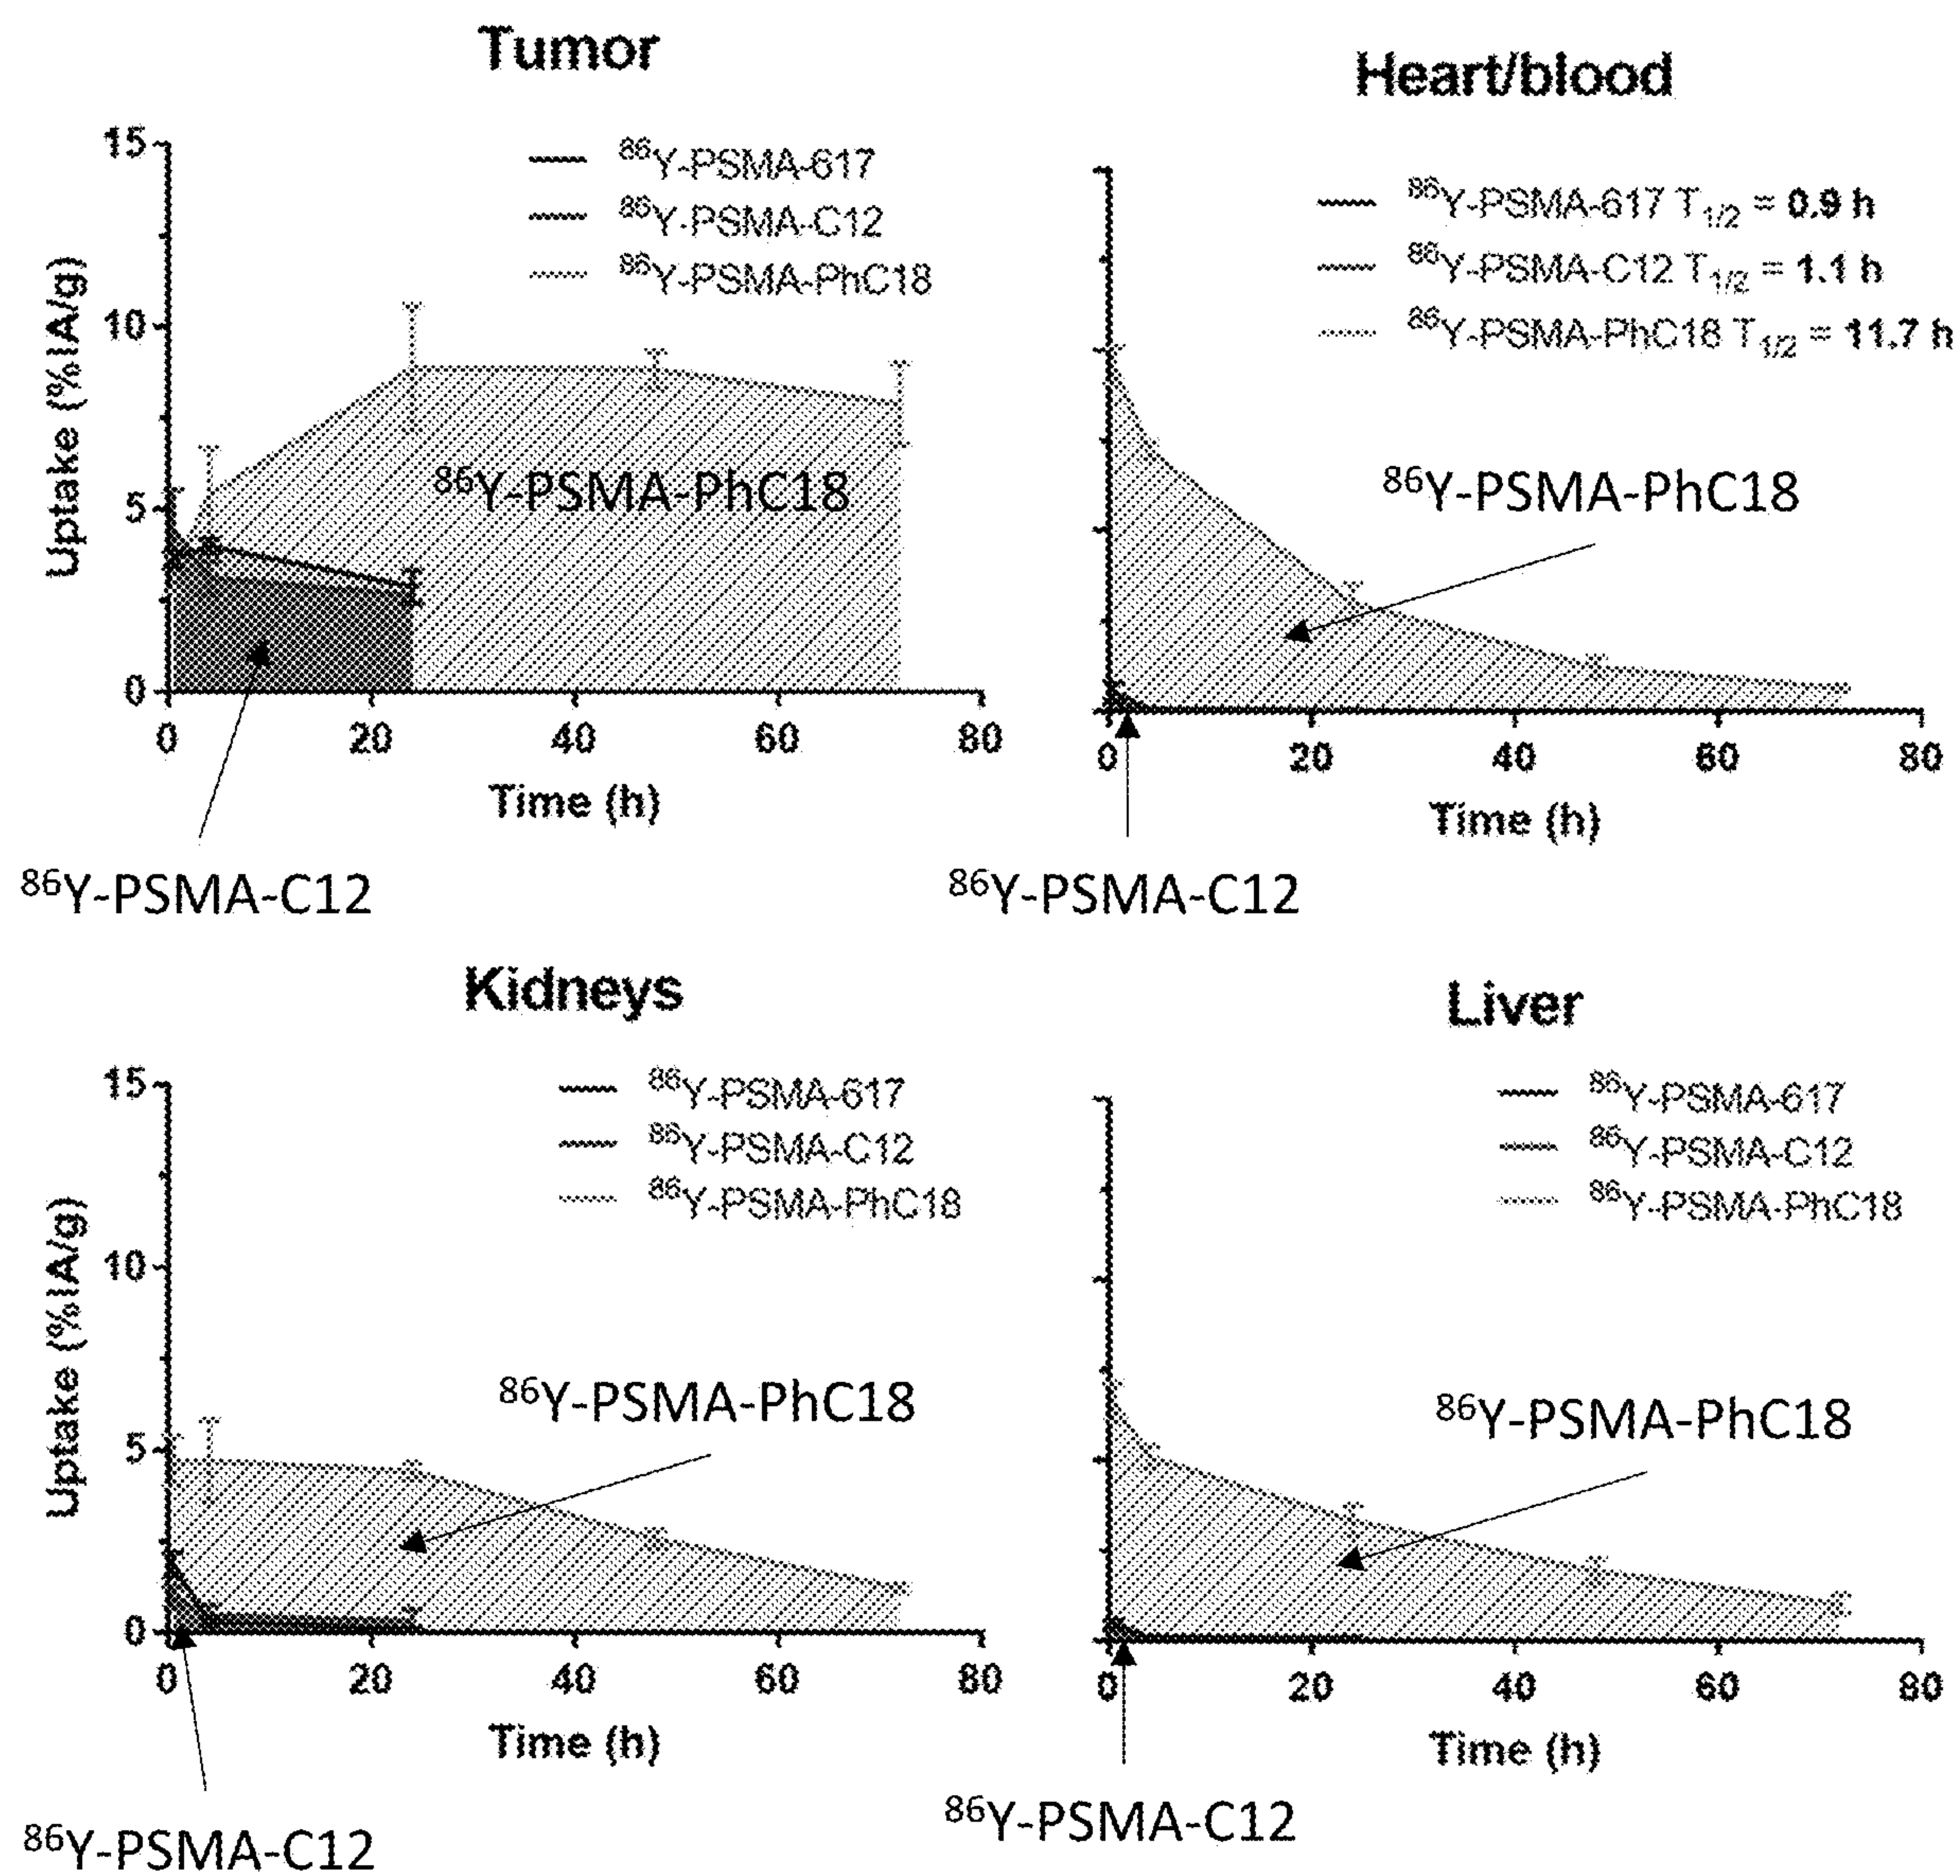 Tumor
15
10
5
0
Uptake (%IA/g)
⁸⁶Y-PSMA-617
⁸⁶Y-PSMA-C12
⁸⁶Y-PSMA-PhC18
⁸⁶Y-PSMA-PhC18
0 20 40 60 80
Time (h)
⁸⁶Y-PSMA-C12
Heart/blood
⁸⁶Y-PSMA-617 T₁/₂ = 0.9 h
⁸⁶Y-PSMA-C12 T₁/₂ = 1.1 h
⁸⁶Y-PSMA-PhC18 T₁/₂ = 11.7 h
⁸⁶Y-PSMA-PhC18
0 20 40 60 80
Time (h)
⁸⁶Y-PSMA-C12
Kidneys
15
10
5
0
Uptake (%IA/g)
⁸⁶Y-PSMA-617
⁸⁶Y-PSMA-C12
⁸⁶Y-PSMA-PhC18
⁸⁶Y-PSMA-PhC18
0 20 40 60 80
Time (h)
⁸⁶Y-PSMA-C12
Liver
⁸⁶Y-PSMA-617
⁸⁶Y-PSMA-C12
⁸⁶Y-PSMA-PhC18
⁸⁶Y-PSMA-PhC18
0 20 40 60 80
Time (h)
⁸⁶Y-PSMA-C12